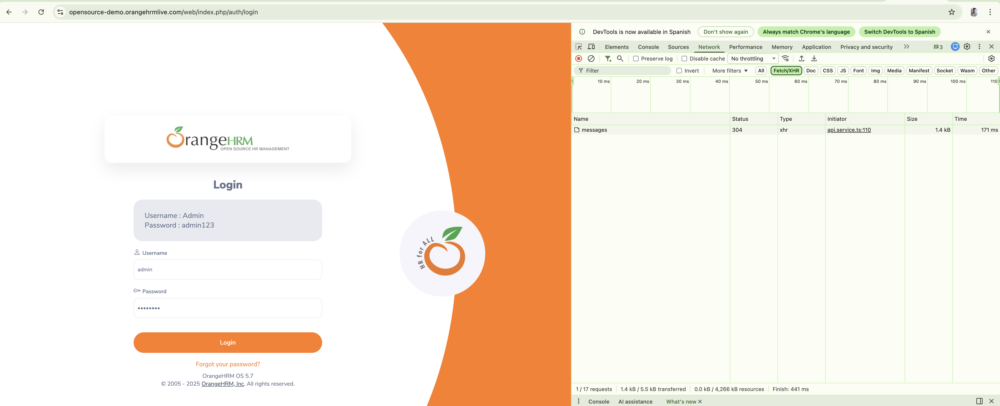 opensource-demo.orangehrmlive.com/web/index.php/auth/login
OrangeHRM
OPEN SOURCE HR MANAGEMENT
Login
Username : Admin
Password : admin123
Username
admin
Password
••••••••
Login
Forgot your password?
OrangeHRM OS 5.7
© 2005 - 2025 OrangeHRM, Inc. All rights reserved.
HR for ALL
DevTools is now available in Spanish Don't show again Always match Chrome's language Switch DevTools to Spanish
Elements Console Sources Network Performance Memory Application Privacy and security 3
Preserve log Disable cache No throttling
Filter Invert More filters All Fetch/XHR Doc CSS JS Font Img Media Manifest Socket Wasm Other
10 ms 20 ms 30 ms 40 ms 50 ms 60 ms 70 ms 80 ms 90 ms 100 ms 110
Name Status Type Initiator Size Time
messages 304 xhr api.service.ts:110 1.4 kB 171 ms
1 / 17 requests 1.4 kB / 5.5 kB transferred 0.0 kB / 4,266 kB resources Finish: 441 ms
Console AI assistance What's new